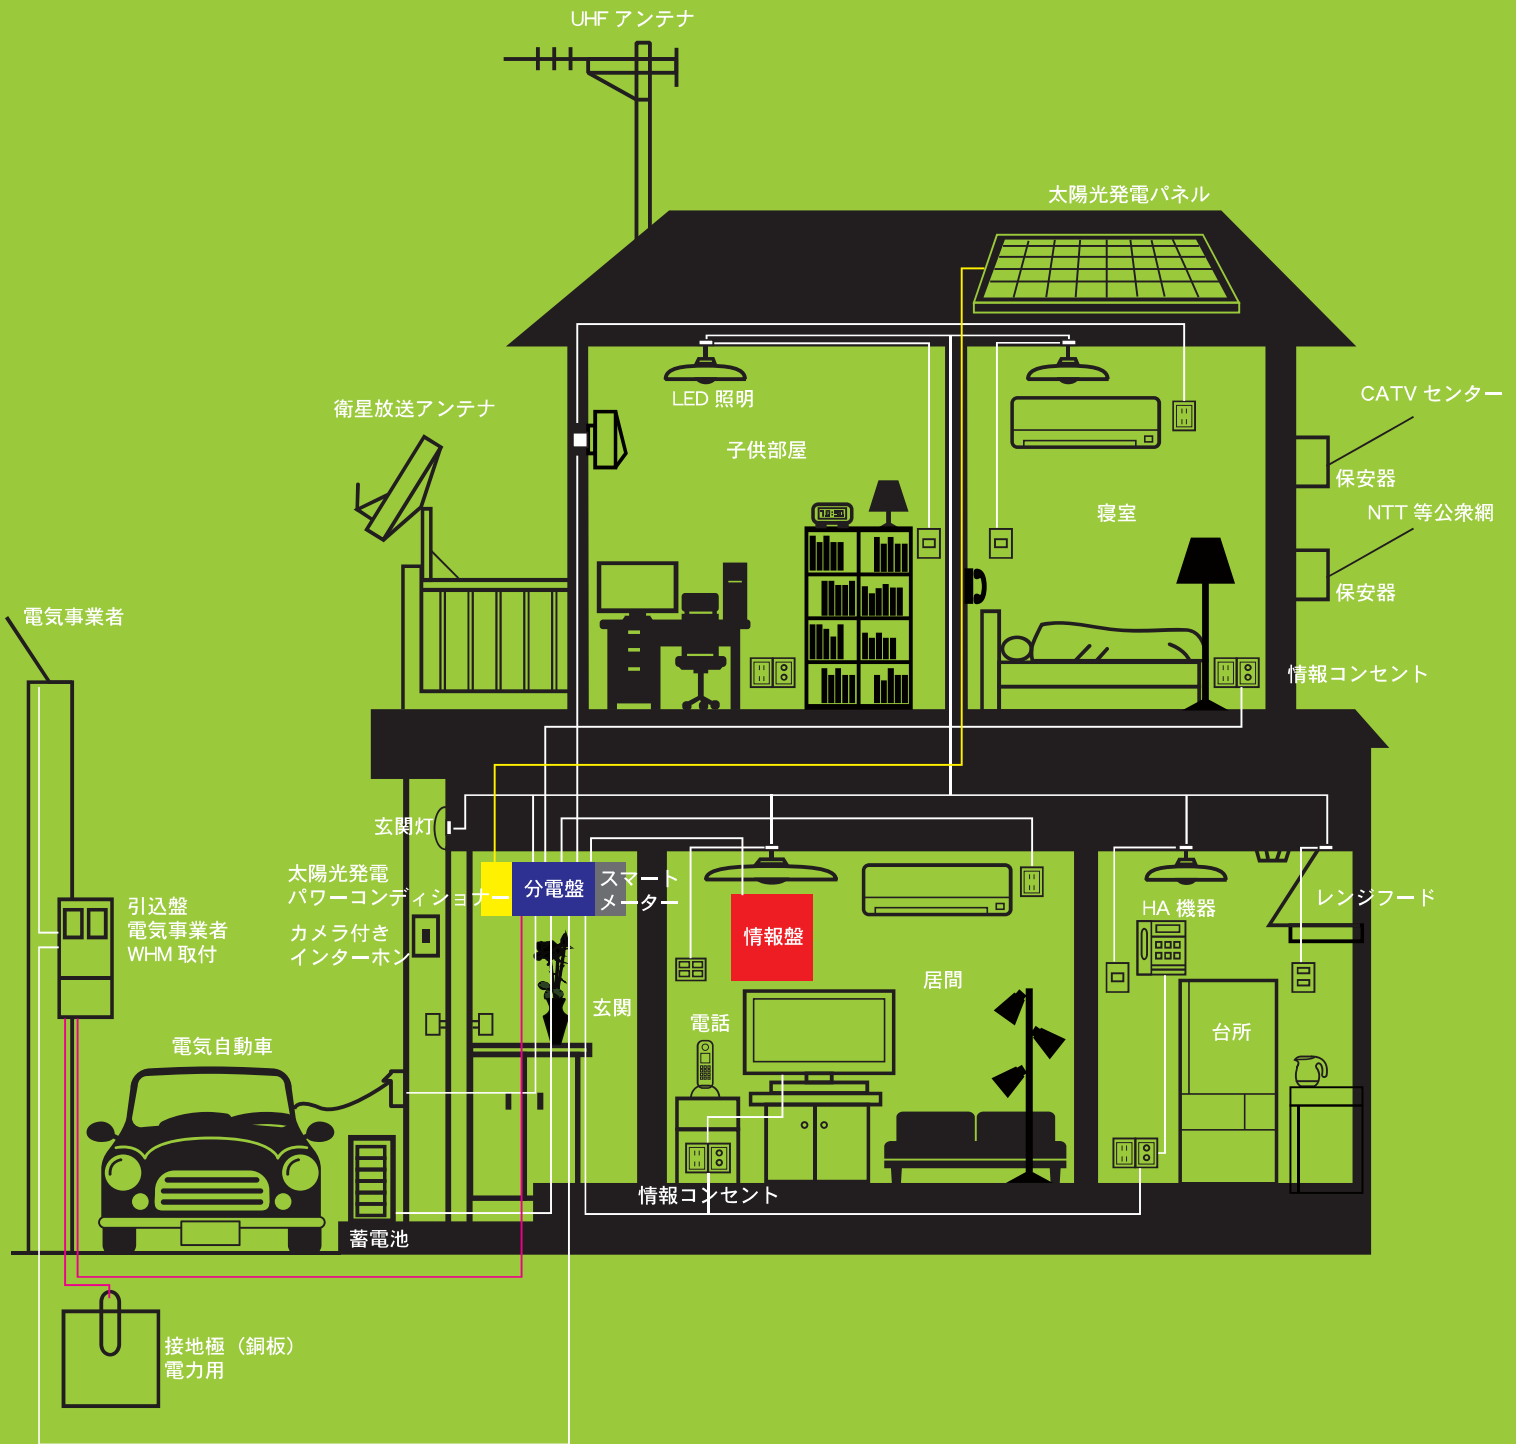 UHF アンテナ
太陽光発電パネル
衛星放送アンテナ
LED 照明
CATV センター
子供部屋
保安器
寝室
NTT 等公衆網
保安器
電気事業者
情報コンセント
玄関灯
太陽光発電
パワーコンディショナー
分電盤
スマート
メーター
引込盤
電気事業者
WHM 取付
カメラ付き
インターホン
情報盤
HA 機器
レンジフード
居間
玄関
電話
台所
電気自動車
情報コンセント
蓄電池
接地極（銅板）
電力用